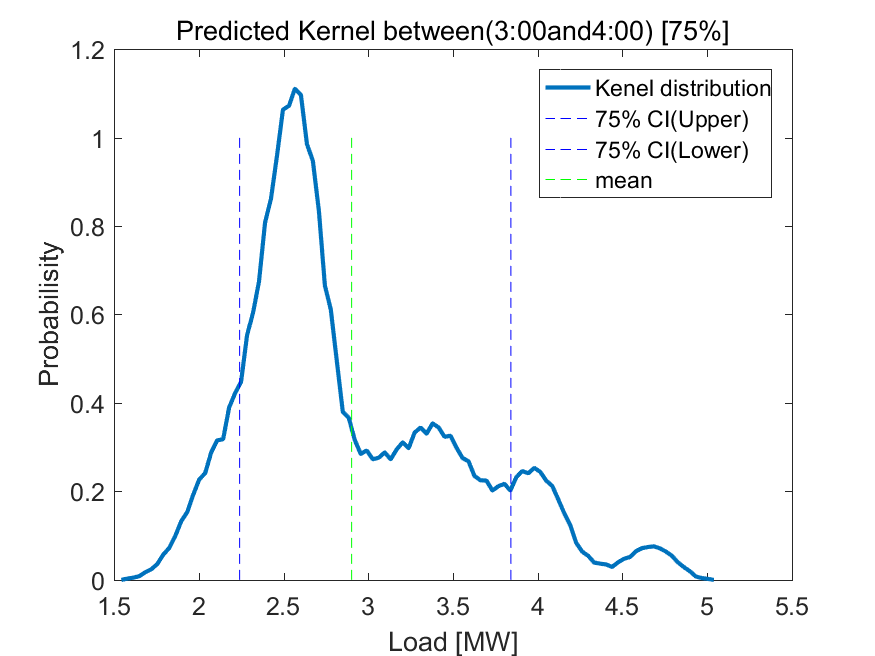 Predicted Kernel between(3:00and4:00) [75%]
1.2
1
0.8
0.6
0.4
0.2
0
Probabilisity
Kenel distribution
75% CI(Upper)
75% CI(Lower)
mean
1.5 2 2.5 3 3.5 4 4.5 5 5.5
Load [MW]